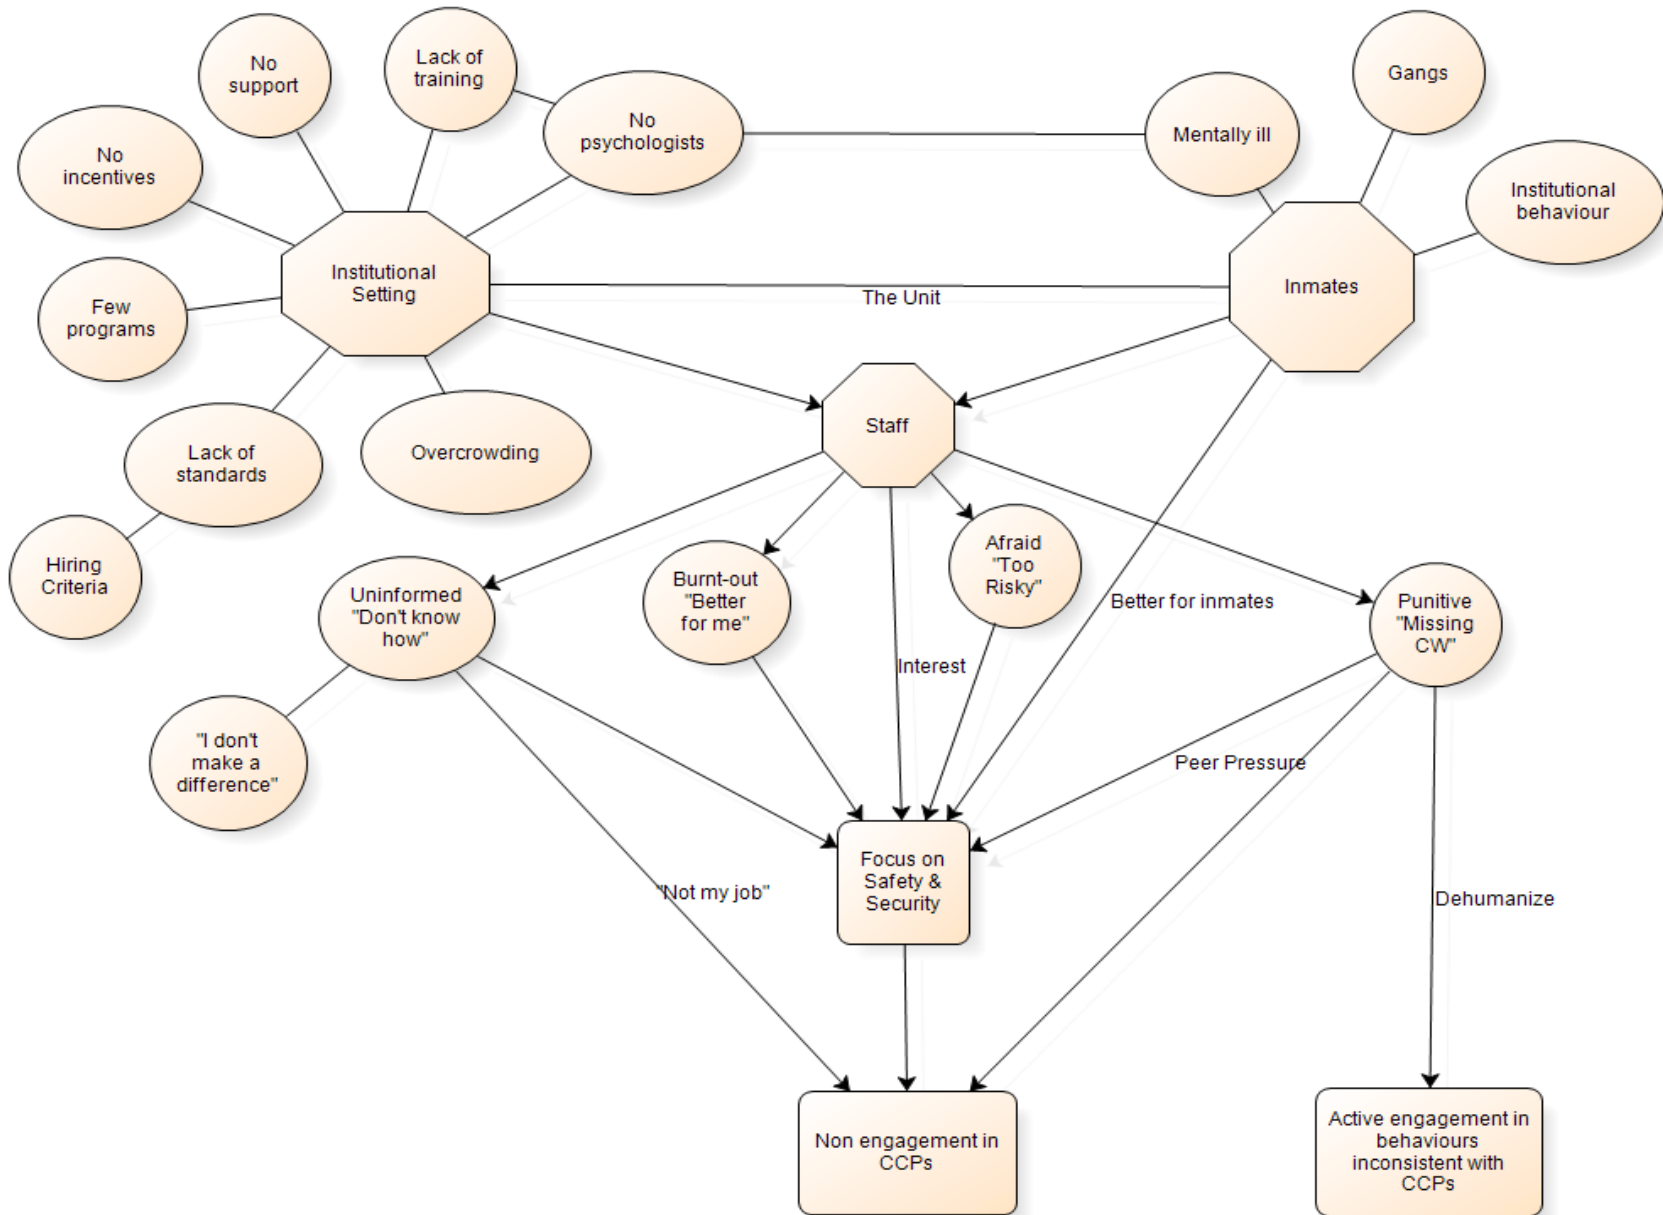 No
support
Lack of
training
Gangs
No
incentives
No
psychologists
Mentally ill
Institutional
behaviour
Institutional
Setting
The Unit
Inmates
Few
programs
Staff
Lack of
standards
Overcrowding
Hiring
Criteria
Uninformed
"Don't know
how"
Burnt-out
"Better
for me"
Afraid
"Too
Risky"
Better for inmates
Punitive
"Missing
CW"
Interest
"I don't
make a
difference"
Peer Pressure
Focus on
Safety &
Security
"Not my job"
Dehumanize
Non engagement in
CCPs
Active engagement in
behaviours
inconsistent with
CCPs